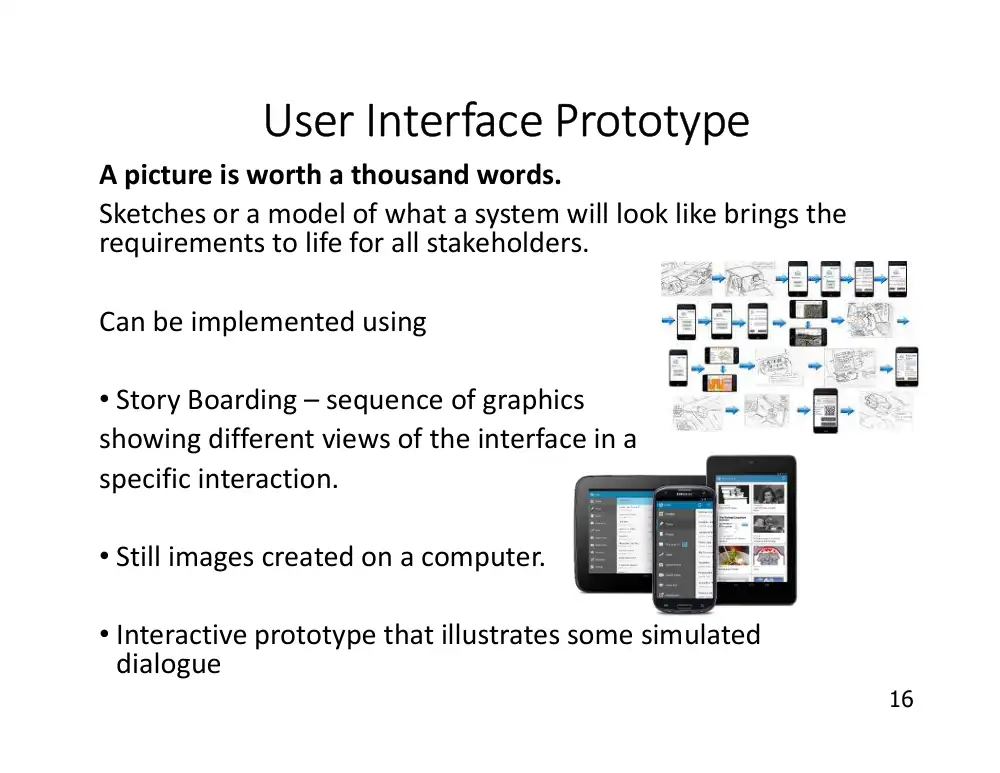 User Interface Prototype
A picture is worth a thousand words.
Sketches or a model of what a system will look like brings the
requirements to life for all stakeholders.
Can be implemented using
• Story Boarding – sequence of graphics
showing different views of the interface in a
specific interaction.
• Still images created on a computer.
• Interactive prototype that illustrates some simulated
dialogue
16